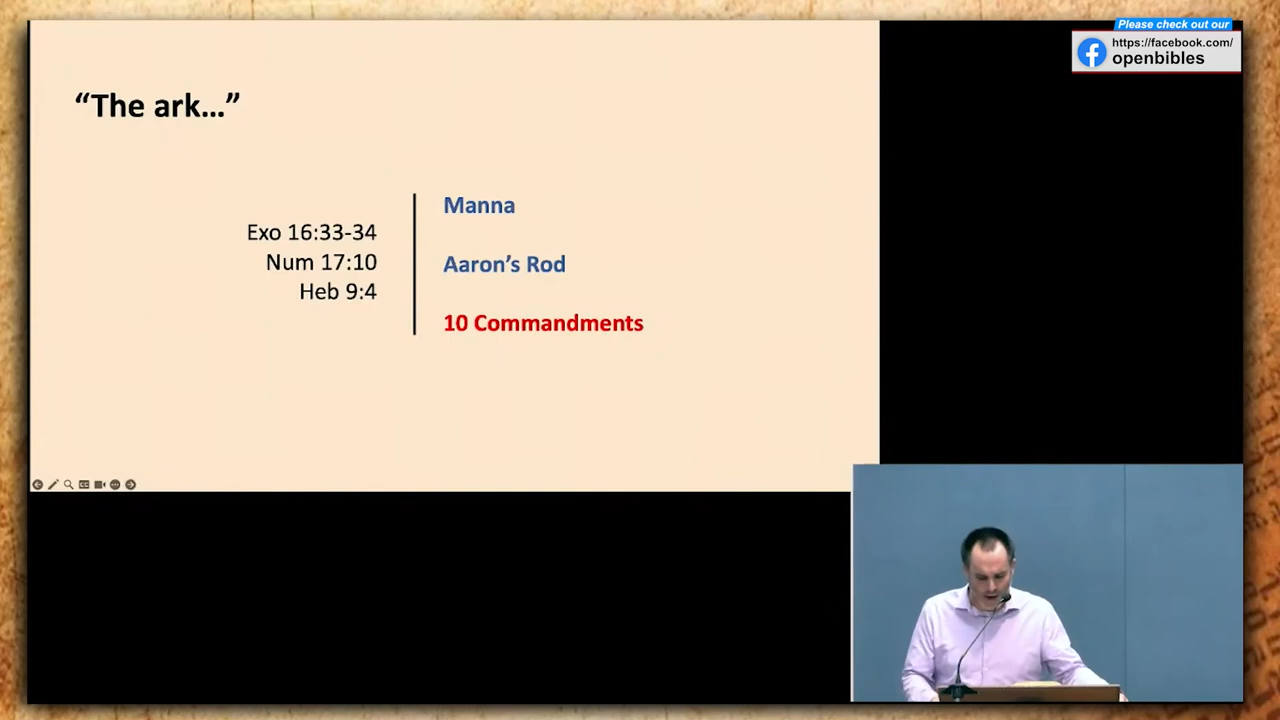 Please check out our
https://facebook.com/
openbibles
“The ark…”
Exo 16:33-34
Num 17:10
Heb 9:4
Manna
Aaron’s Rod
10 Commandments